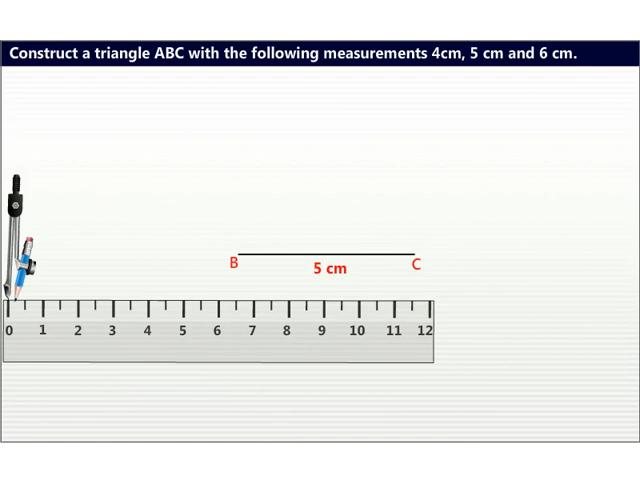 Construct a triangle ABC with the following measurements 4cm, 5 cm and 6 cm.
B
C
5 cm
0 1 2 3 4 5 6 7 8 9 10 11 12